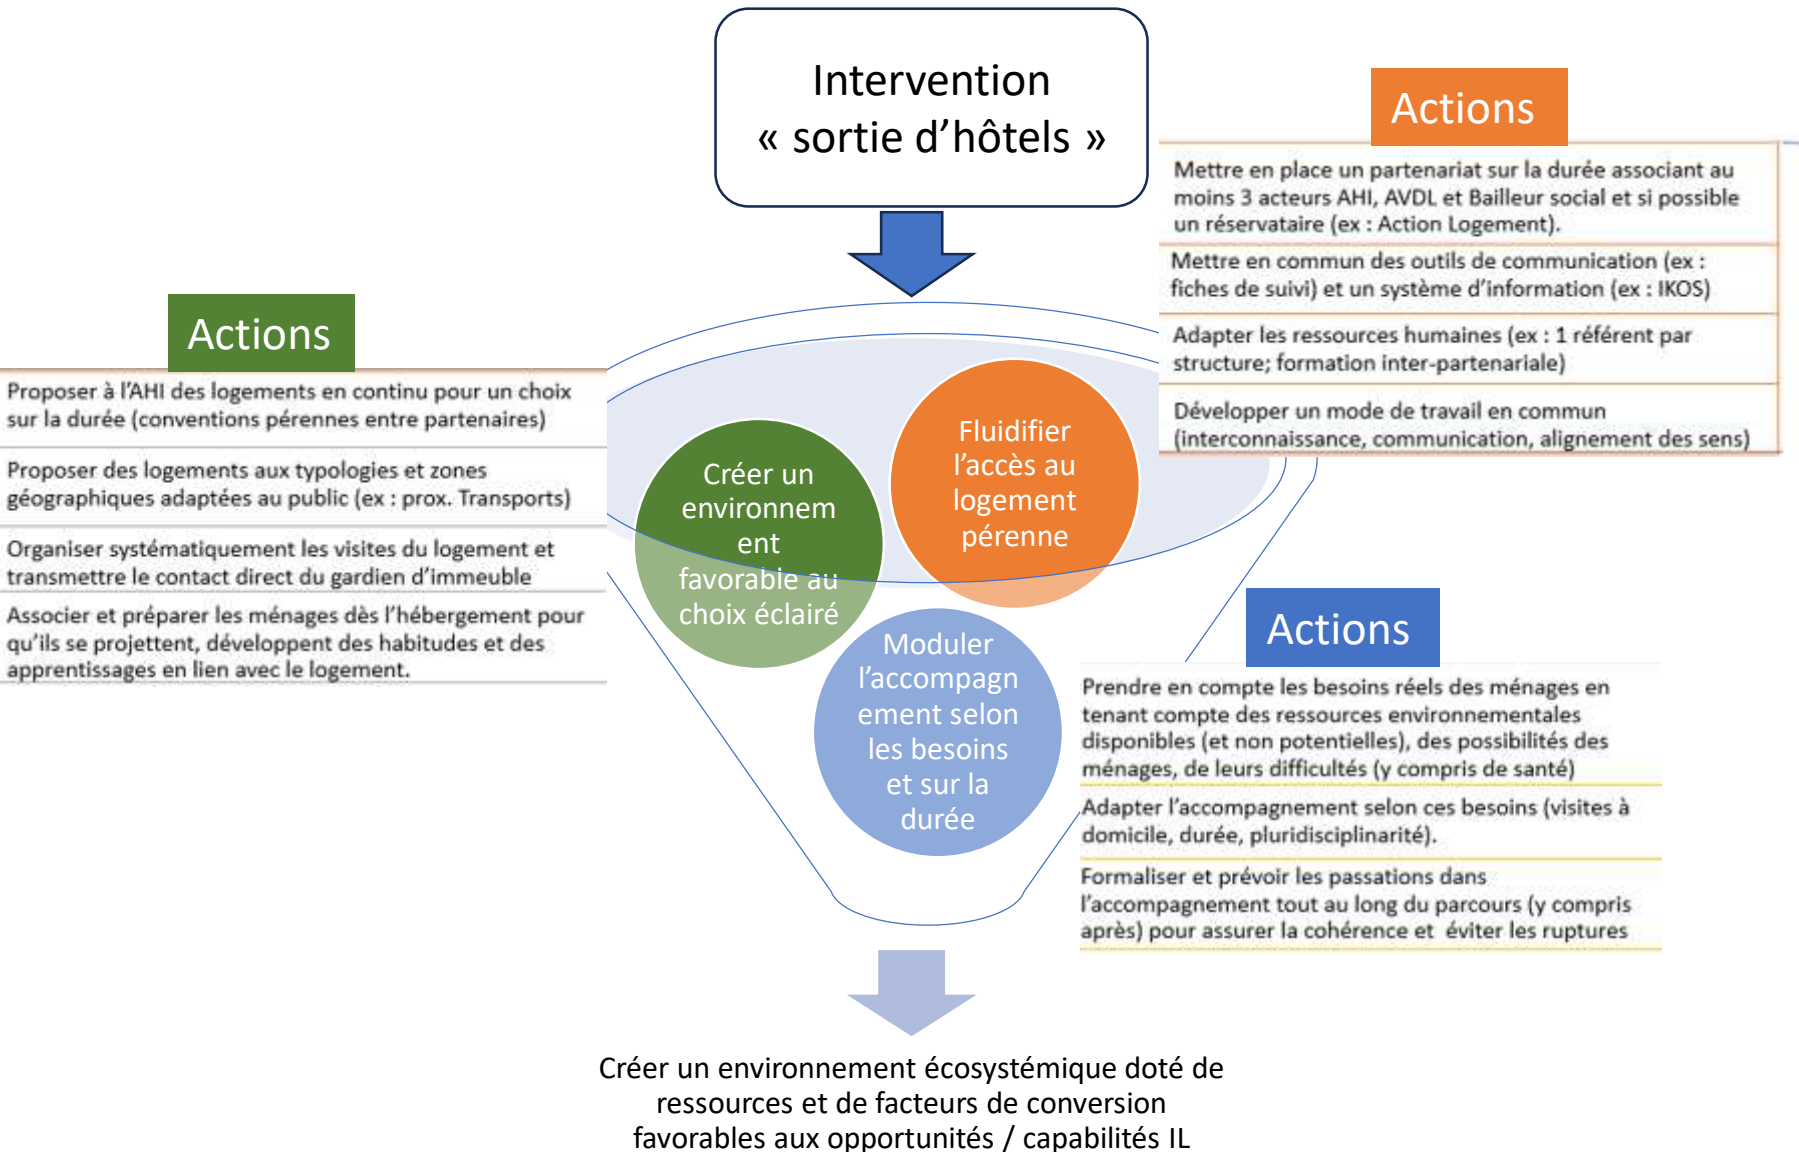 Intervention
« sortie d’hôtels »
Actions
Mettre en place un partenariat sur la durée associant au
moins 3 acteurs AHI, AVDL et Bailleur social et si possible
un réservataire (ex : Action Logement).
Mettre en commun des outils de communication (ex :
fiches de suivi) et un système d’information (ex : IKOS)
Adapter les ressources humaines (ex : 1 référent par
structure; formation inter-partenariale)
Développer un mode de travail en commun
(interconnaissance, communication, alignement des sens)
Actions
Proposer à l’AHI des logements en continu pour un choix
sur la durée (conventions pérennes entre partenaires)
Proposer des logements aux typologies et zones
géographiques adaptées au public (ex : prox. Transports)
Organiser systématiquement les visites du logement et
transmettre le contact direct du gardien d’immeuble
Associer et préparer les ménages dès l’hébergement pour
qu’ils se projettent, développent des habitudes et des
apprentissages en lien avec le logement.
Créer un
environnem
ent
favorable au
choix éclairé
Fluidifier
l’accès au
logement
pérenne
Moduler
l’accompagn
ement selon
les besoins
et sur la
durée
Actions
Prendre en compte les besoins réels des ménages en
tenant compte des ressources environnementales
disponibles (et non potentielles), des possibilités des
ménages, de leurs difficultés (y compris de santé)
Adapter l’accompagnement selon ces besoins (visites à
domicile, durée, pluridisciplinarité).
Formaliser et prévoir les passations dans
l’accompagnement tout au long du parcours (y compris
après) pour assurer la cohérence et éviter les ruptures
Créer un environnement écosystémique doté de
ressources et de facteurs de conversion
favorables aux opportunités / capabilités IL